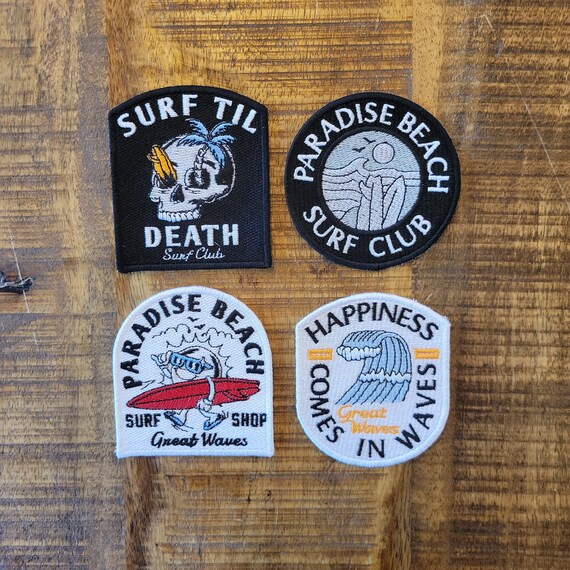 SURF TIL
DEATH
Surf Club
PARADISE BEACH
SURF CLUB
PARADISE BEACH
SURF SHOP
Great Waves
HAPPINESS
COMES IN WAVES
Great
Waves